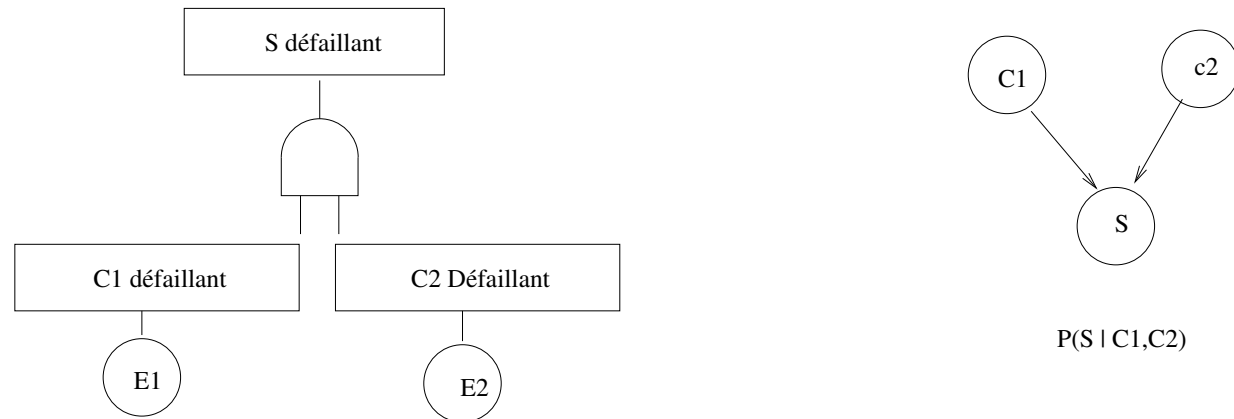 S défaillant
C1 défaillant
C2 Défaillant
E1
E2
C1
c2
S
P(S | C1,C2)